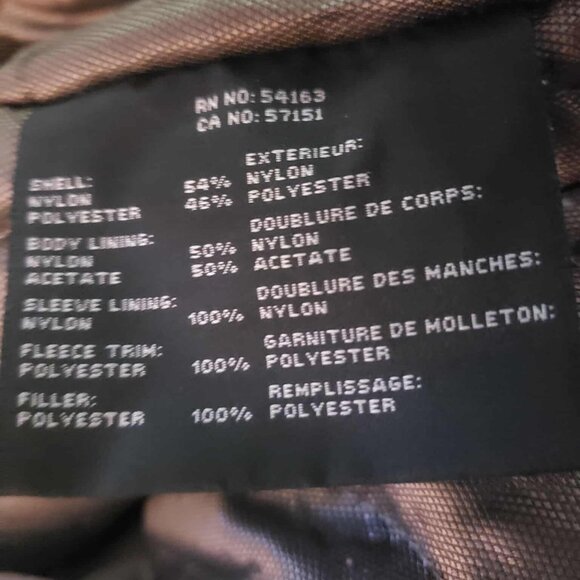 RN NO: 54163
CA NO: 57151
SHELL: EXTERIEUR:
NYLON 54% NYLON
POLYESTER 46% POLYESTER
BODY LINING: DOUBLURE DE CORPS:
NYLON 50% NYLON
ACETATE 50% ACETATE
SLEEVE LINING: DOUBLURE DES MANCHES:
NYLON 100% NYLON
FLEECE TRIM: GARNITURE DE MOLLETON:
POLYESTER 100% POLYESTER
FILLER: REMPLISSAGE:
POLYESTER 100% POLYESTER